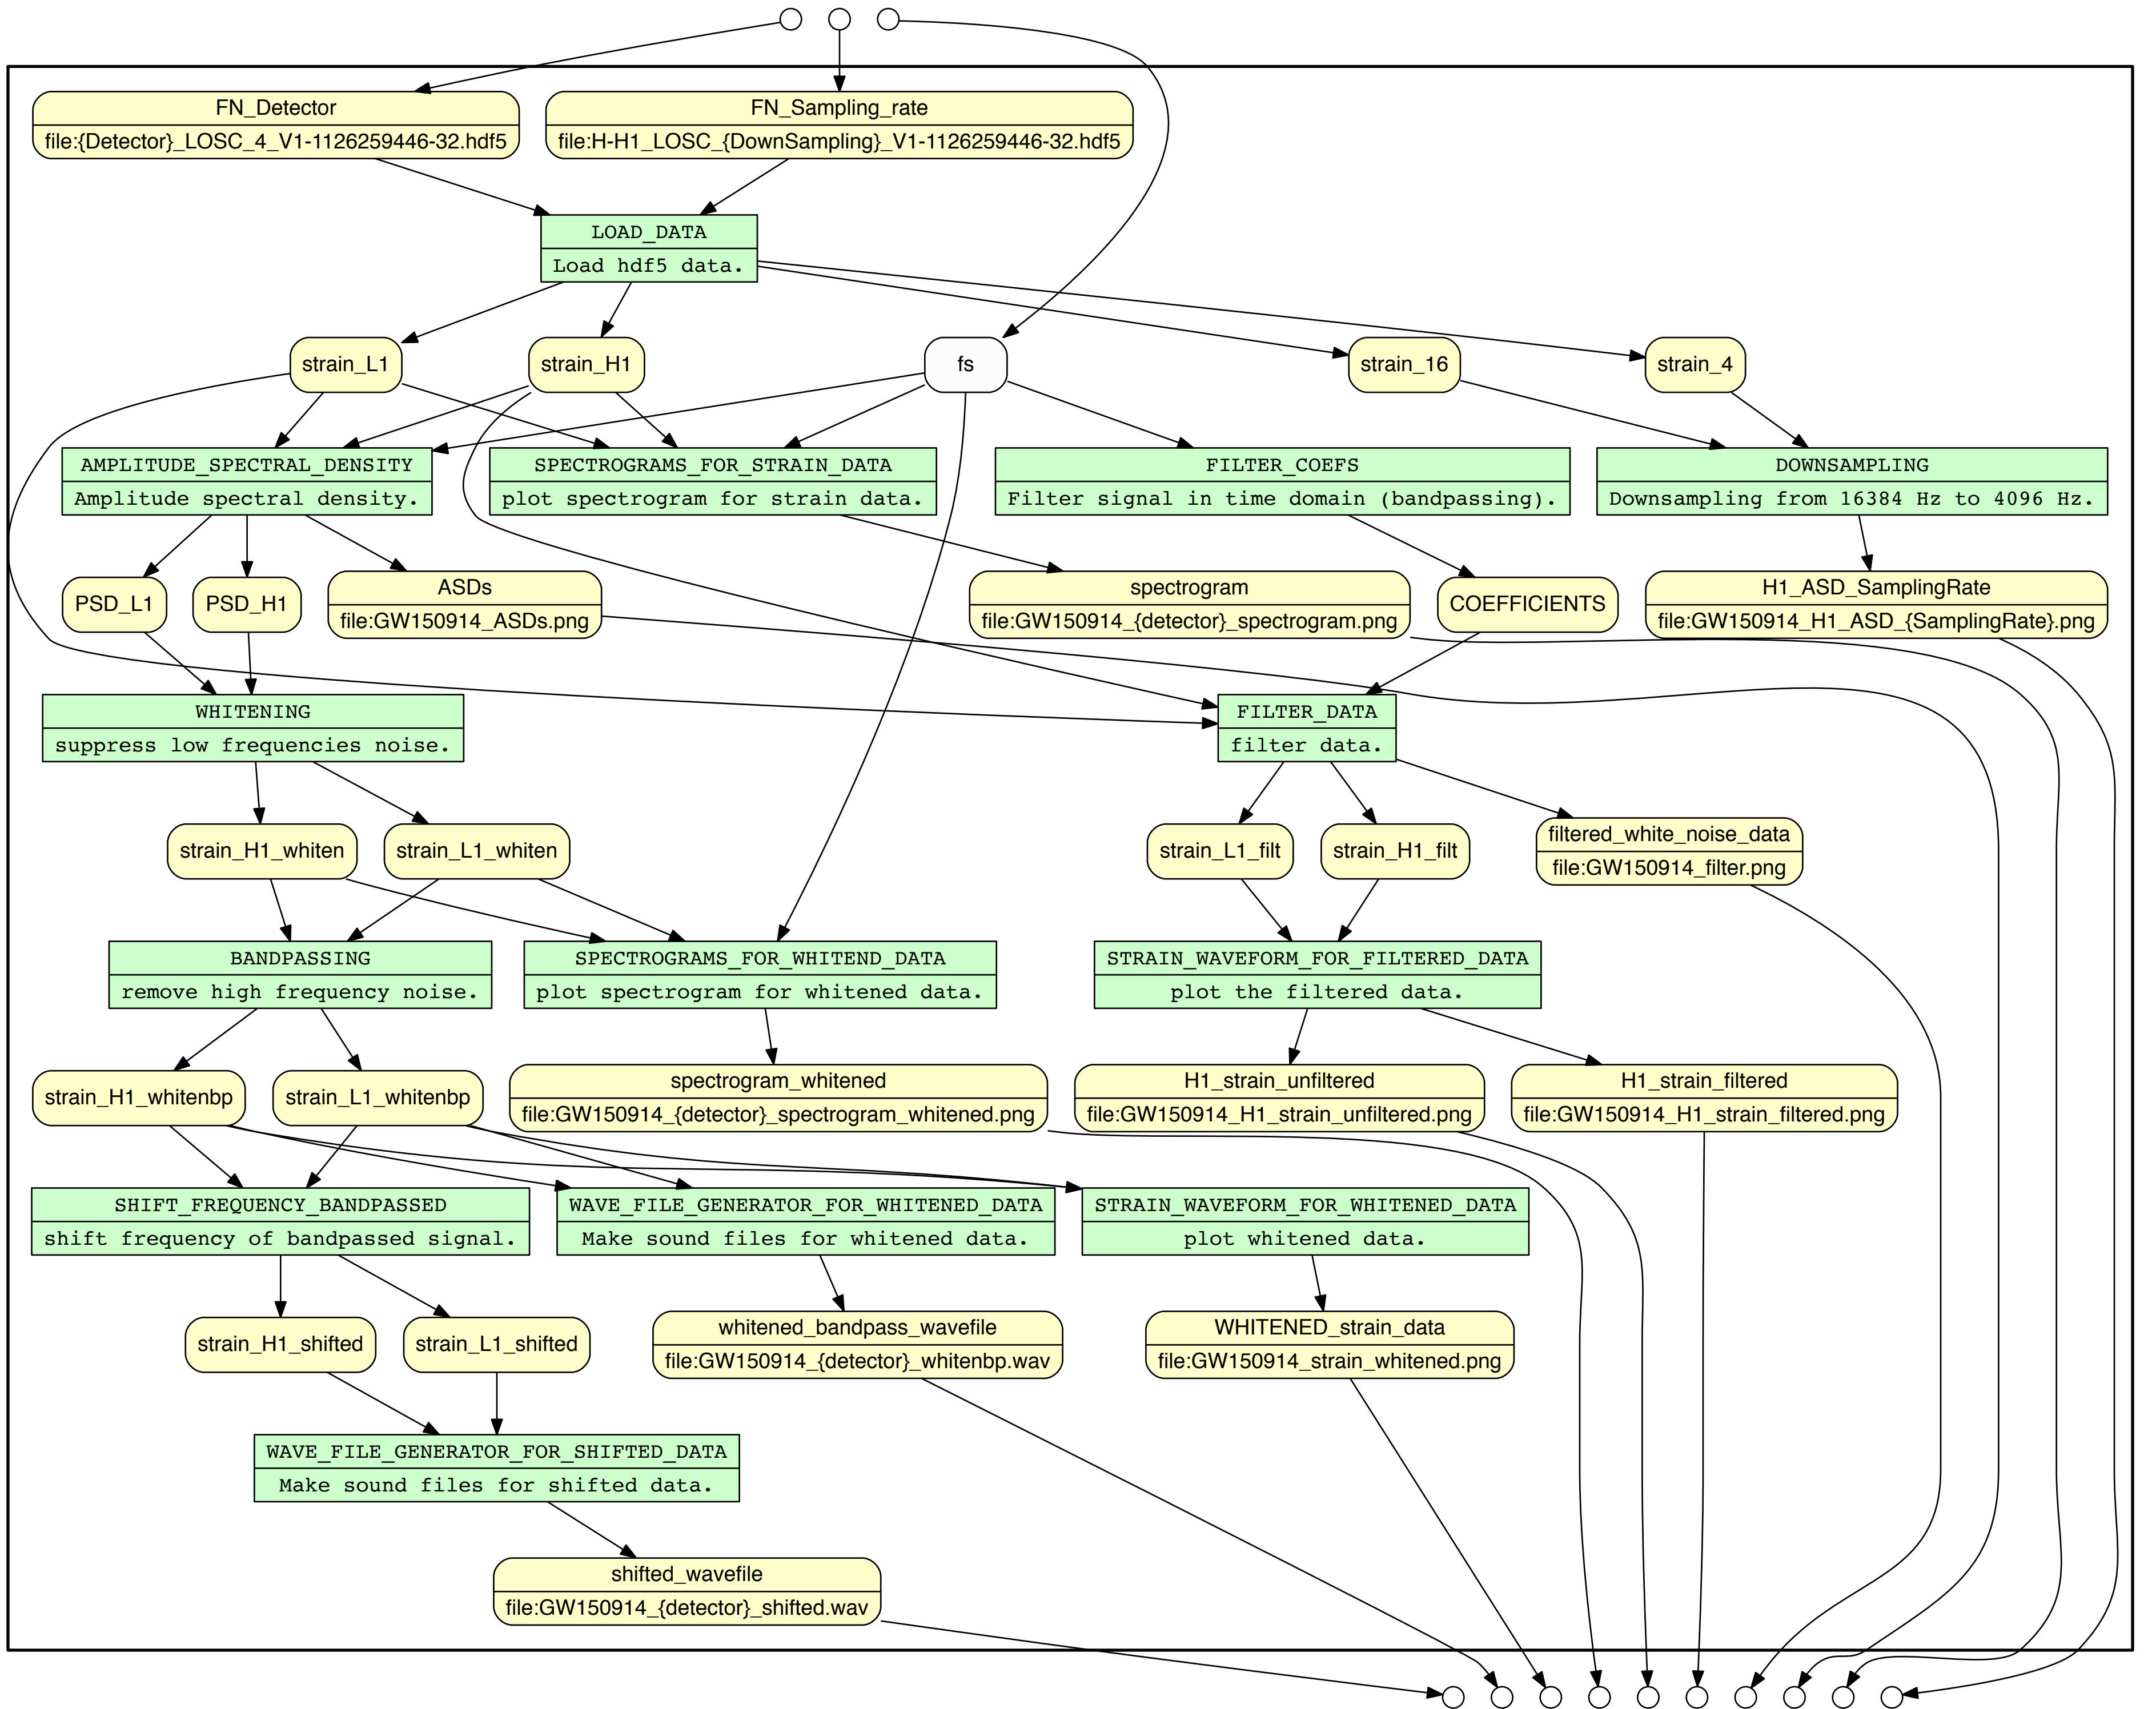 FN_Detector
file:{Detector}_LOSC_4_V1-1126259446-32.hdf5
FN_Sampling_rate
file:H-H1_LOSC_{DownSampling}_V1-1126259446-32.hdf5
LOAD_DATA
Load hdf5 data.
strain_L1
strain_H1
fs
strain_16
strain_4
AMPLITUDE_SPECTRAL_DENSITY
Amplitude spectral density.
SPECTROGRAMS_FOR_STRAIN_DATA
plot spectrogram for strain data.
FILTER_COEFS
Filter signal in time domain (bandpassing).
DOWNSAMPLING
Downsampling from 16384 Hz to 4096 Hz.
PSD_L1
PSD_H1
ASDs
file:GW150914_ASDs.png
spectrogram
file:GW150914_{detector}_spectrogram.png
COEFFICIENTS
H1_ASD_SamplingRate
file:GW150914_H1_ASD_{SamplingRate}.png
WHITENING
suppress low frequencies noise.
FILTER_DATA
filter data.
strain_H1_whiten
strain_L1_whiten
strain_L1_filt
strain_H1_filt
filtered_white_noise_data
file:GW150914_filter.png
BANDPASSING
remove high frequency noise.
SPECTROGRAMS_FOR_WHITEND_DATA
plot spectrogram for whitened data.
STRAIN_WAVEFORM_FOR_FILTERED_DATA
plot the filtered data.
strain_H1_whitenbp
strain_L1_whitenbp
spectrogram_whitened
file:GW150914_{detector}_spectrogram_whitened.png
H1_strain_unfiltered
file:GW150914_H1_strain_unfiltered.png
H1_strain_filtered
file:GW150914_H1_strain_filtered.png
SHIFT_FREQUENCY_BANDPASSED
shift frequency of bandpassed signal.
WAVE_FILE_GENERATOR_FOR_WHITENED_DATA
Make sound files for whitened data.
STRAIN_WAVEFORM_FOR_WHITENED_DATA
plot whitened data.
strain_H1_shifted
strain_L1_shifted
whitened_bandpass_wavefile
file:GW150914_{detector}_whitenbp.wav
WHITENED_strain_data
file:GW150914_strain_whitened.png
WAVE_FILE_GENERATOR_FOR_SHIFTED_DATA
Make sound files for shifted data.
shifted_wavefile
file:GW150914_{detector}_shifted.wav